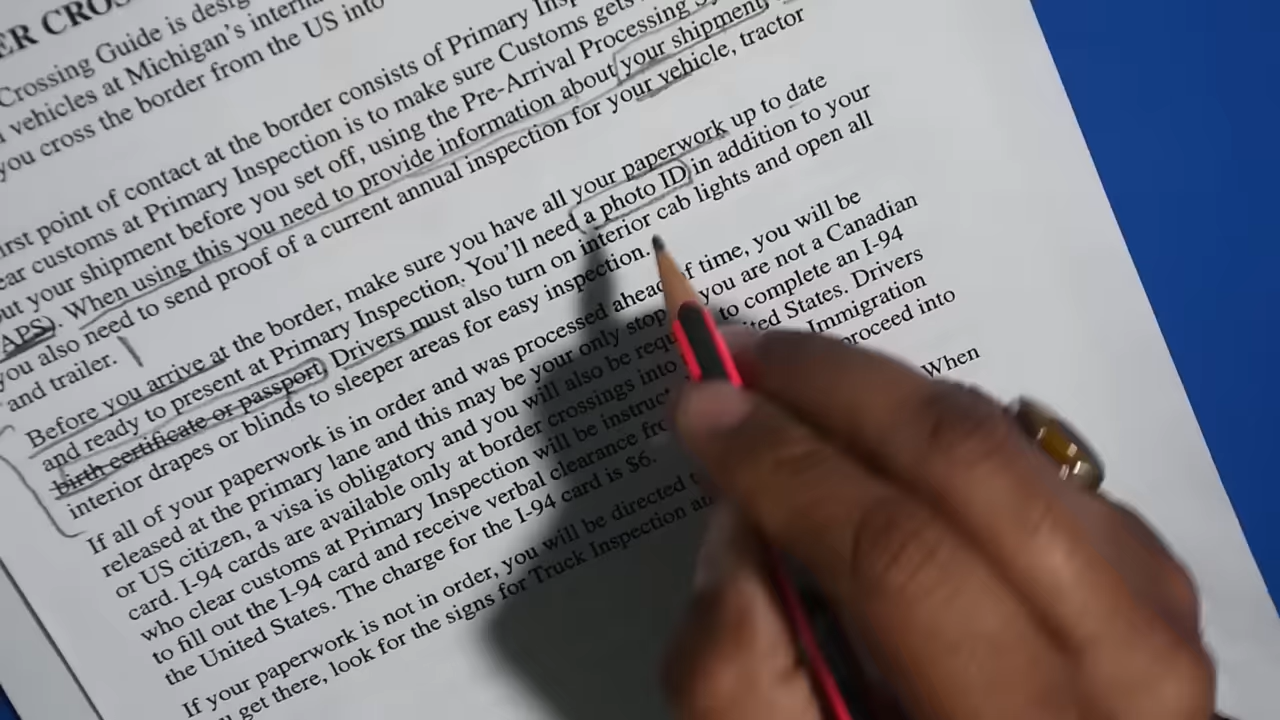 ER CROS
Crossing Guide is desig
vehicles at Michigan's intern
you cross the border from the US into
irst point of contact at the border consists of Primary Insp
ear customs at Primary Inspection is to make sure Customs gets
out your shipment before you set off, using the Pre-Arrival Processing Sy
APS). When using this you need to provide information about your shipment,
you also need to send proof of a current annual inspection for your vehicle, tractor
and trailer.
Before you arrive at the border, make sure you have all your paperwork up to date
and ready to present at Primary Inspection. You'll need a photo ID in addition to your
birth certificate or passport. Drivers must also turn on interior cab lights and open all
interior drapes or blinds to sleeper areas for easy inspection.
If all of your paperwork is in order and was processed ahead of time, you will be
released at the primary lane and this may be your only stop you are not a Canadian
or US citizen, a visa is obligatory and you will also be requ to complete an I-94
card. I-94 cards are available only at border crossings into ted States. Drivers
who clear customs at Primary Inspection will be instruct Immigration
to fill out the I-94 card and receive verbal clearance fro proceed into
the United States. The charge for the I-94 card is $6.
If your paperwork is not in order, you will be directed t When
get there, look for the signs for Truck Inspection an